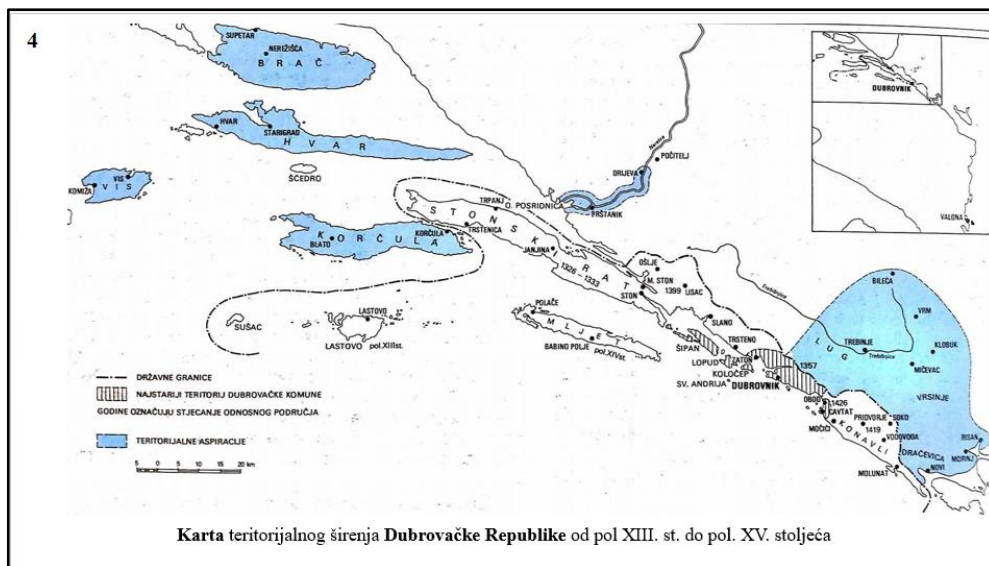 4
SUPETAR
NEREŽIŠĆA
BRAČ
HVAR
STARIGRAD
HVAR
ŠĆEDRO
KOMIŽA
VIS
VIS
Neretva
POČITELJ
DRIJEVA
BRŠTANIK
O. POSRIDNICA
TRPANJ
STONSKI RAT
1326 – 1333
TRSTENICA
JANJINA
KORČULA
KORČULA
BLATO
SUŠAC
LASTOVO
LASTOVO pol.XIIIst.
POLAČE
MLJET
pol.XIVst.
BABINO POLJE
OŠLJE
M. STON
1399
LISAC
STON
SLANO
TRSTENO
ŠIPAN
LOPUD
ZATON
KOLOČEP
SV. ANDRIJA
DUBROVNIK
1357
Trebišnjica
LUG
BILEĆA
VRM
TREBINJE
Trebišnjica
KLOBUK
MIČEVAC
VRSINJE
OBOD
1426
CAVTAT
MOČIĆI
PRIDVORJE
SOKO
1419
VODOVOĐA
KONAVLI
DRAČEVICA
RISAN
MORINJ
NOVI
MOLUNAT
DUBROVNIK
VALONA
DRŽAVNE GRANICE
NAJSTARIJI TERITORIJ DUBROVAČKE KOMUNE
GODINE OZNAČUJU STJECANJE ODNOSNOG PODRUČJA
TERITORIJALNE ASPIRACIJE
5 0 5 10 15 20 km
Karta teritorijalnog širenja Dubrovačke Republike od pol XIII. st. do pol. XV. stoljeća